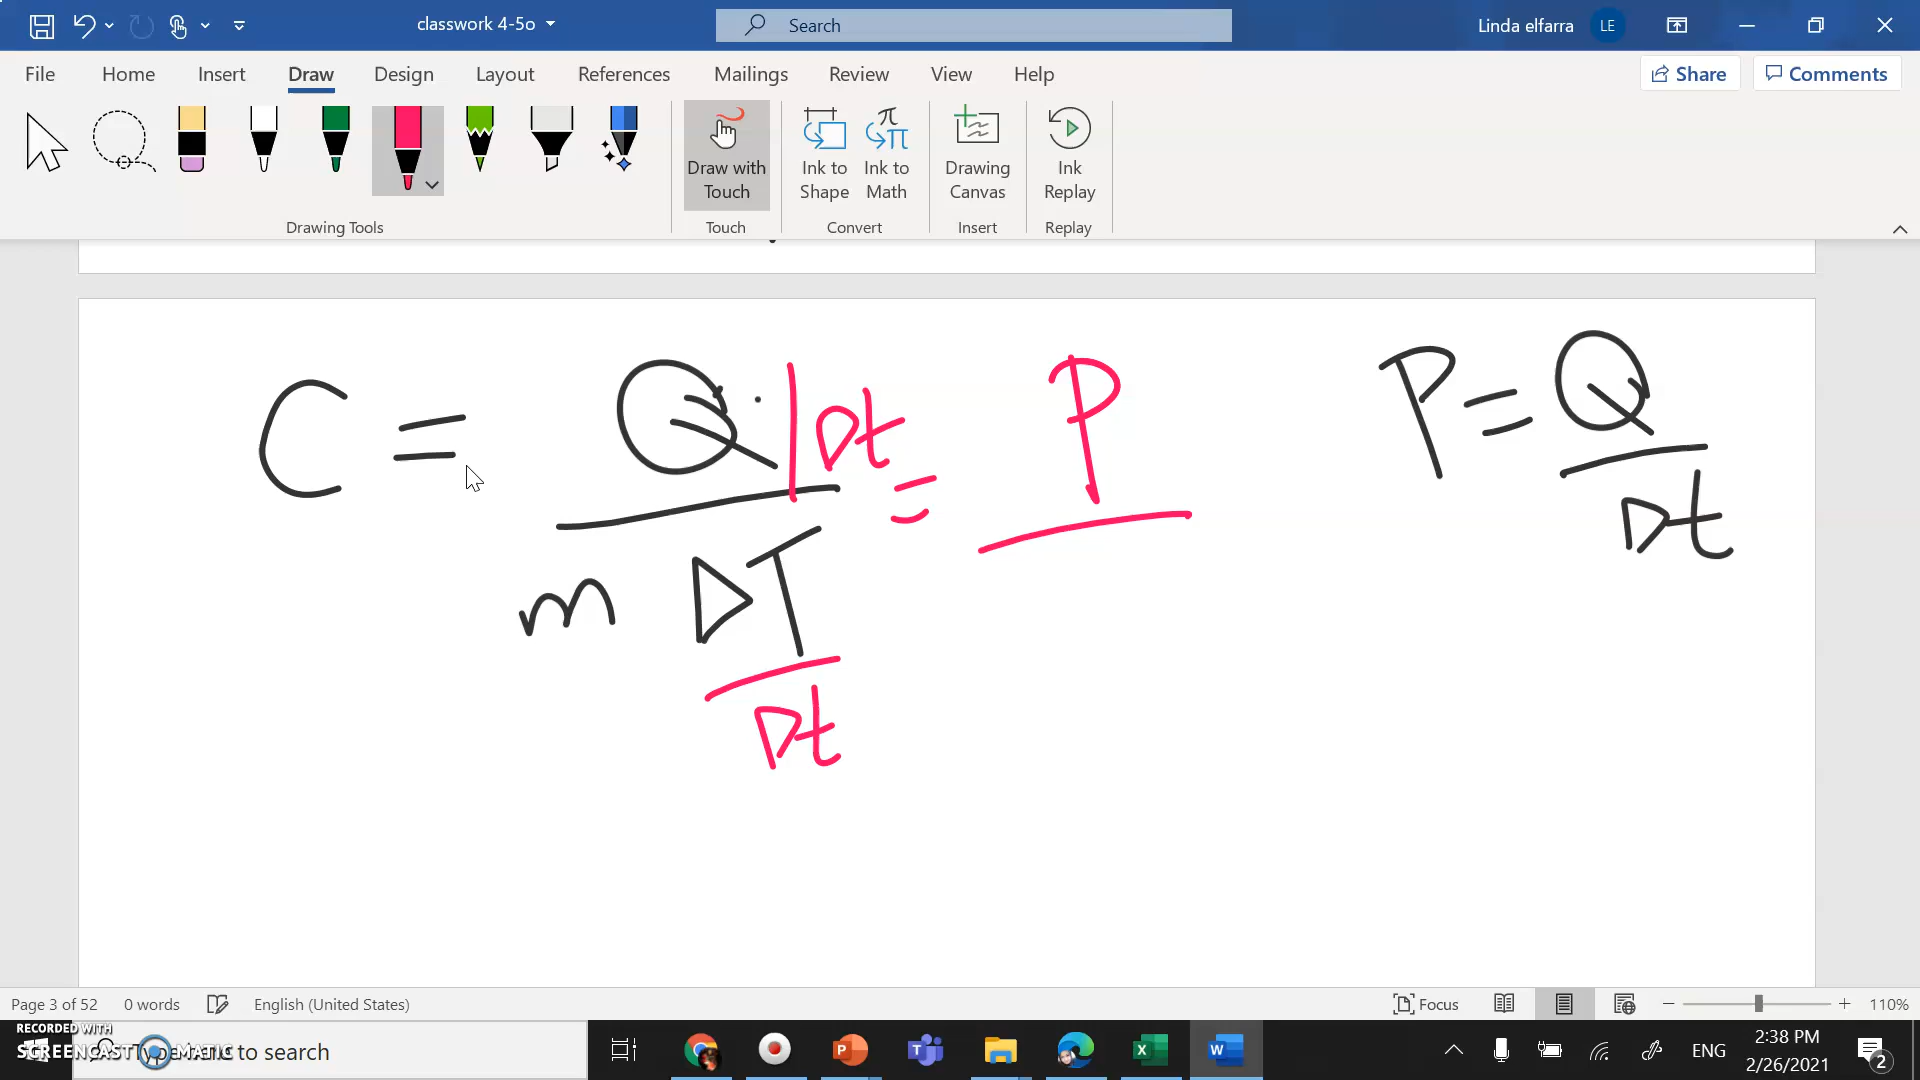 classwork 4-5o
Search
Linda elfarra
LE
File Home Insert Draw Design Layout References Mailings Review View Help
Share
Comments
Draw with Touch
Ink to Shape
Ink to Math
Drawing Canvas
Ink Replay
Drawing Tools
Touch
Convert
Insert
Replay
C = Q / Δt = P
m ΔT
Δt
P = Q
Δt
Page 3 of 52 0 words English (United States)
Focus
110%
RECORDED WITH
SCREENCAST MATIC
Type here to search
ENG
2:38 PM
2/26/2021
2